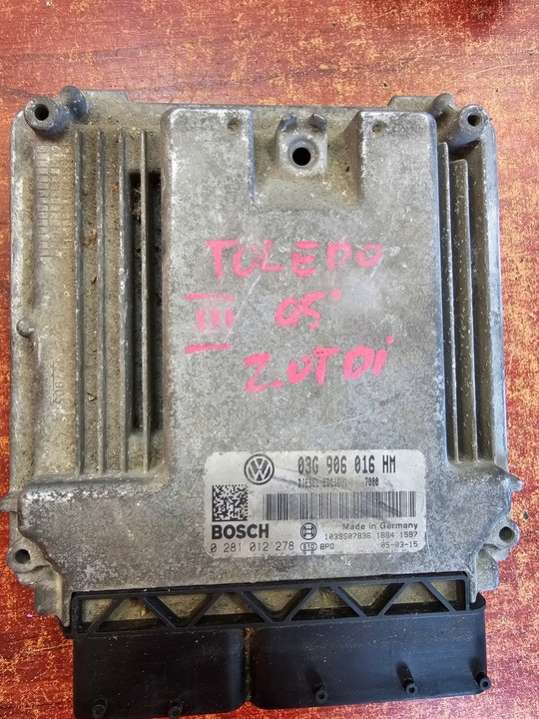 TOLEDO
III 05'
2.0TDi
03G 906 016 HM
7000
BOSCH
Made in Germany
0 281 012 278 BPO 05-03-15